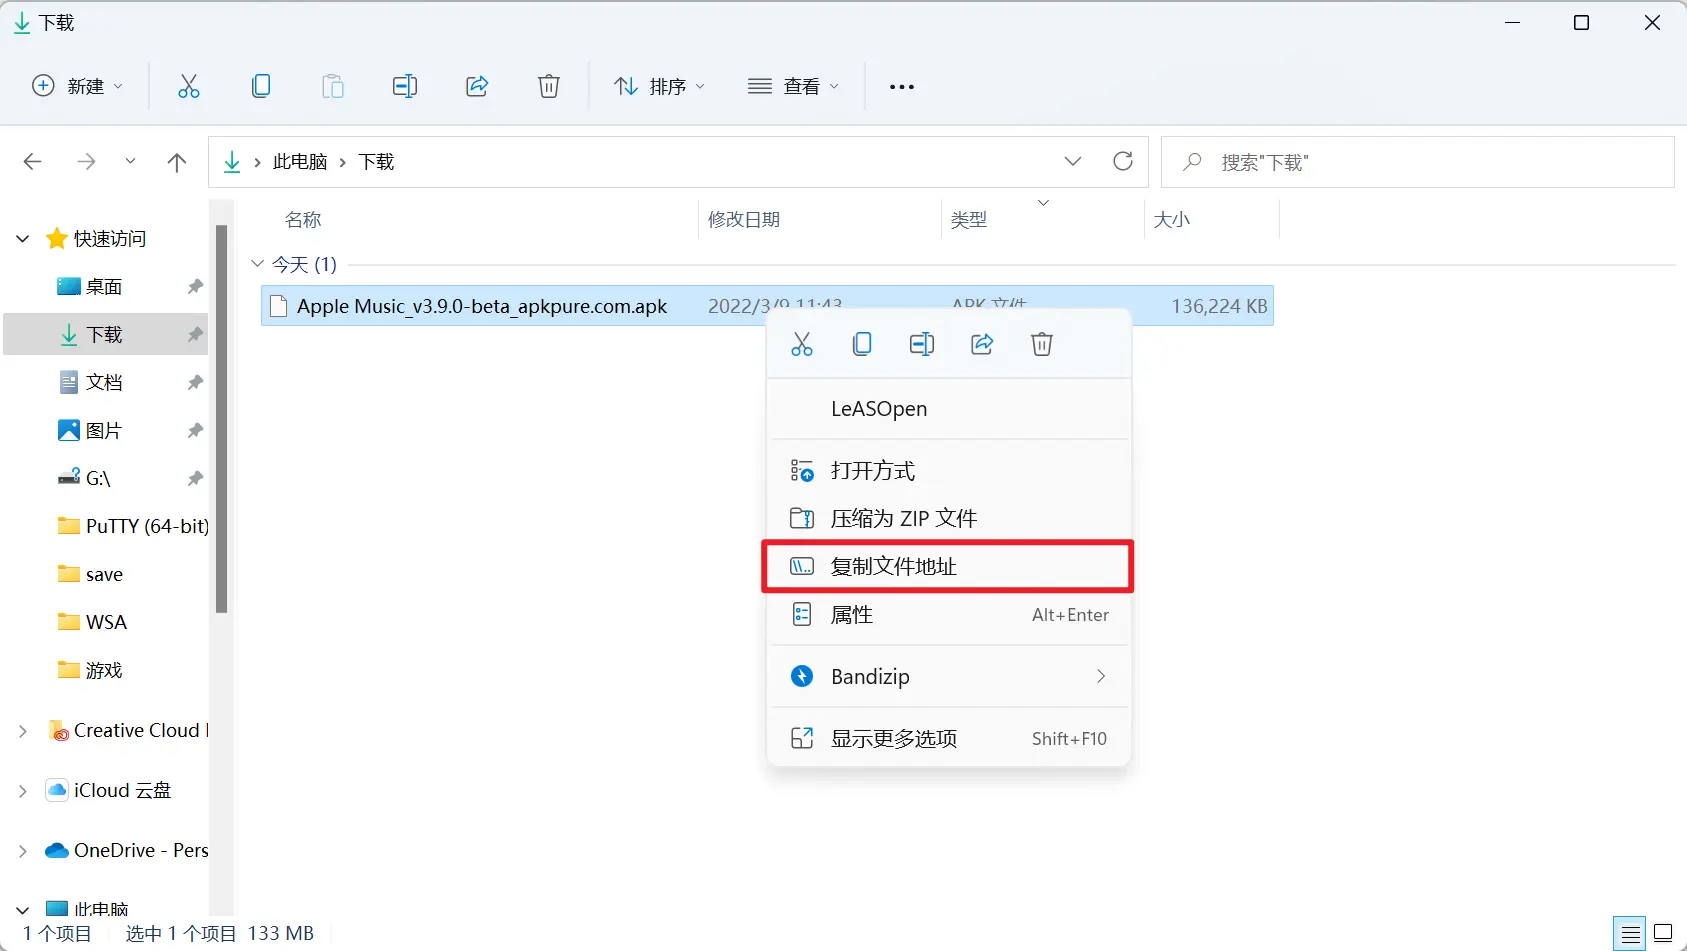 下载
新建
排序
查看
此电脑 下载
搜索"下载"
名称 修改日期 类型 大小
快速访问
今天 (1)
桌面
Apple Music_v3.9.0-beta_apkpure.com.apk 2022/3/9 11:43 APK 文件 136,224 KB
下载
文档
图片
G:\
PuTTY (64-bit)
save
WSA
游戏
Creative Cloud
iCloud 云盘
OneDrive - Pers
此电脑
LeASOpen
打开方式
压缩为 ZIP 文件
复制文件地址
属性 Alt+Enter
Bandizip
显示更多选项 Shift+F10
1 个项目 选中 1 个项目 133 MB